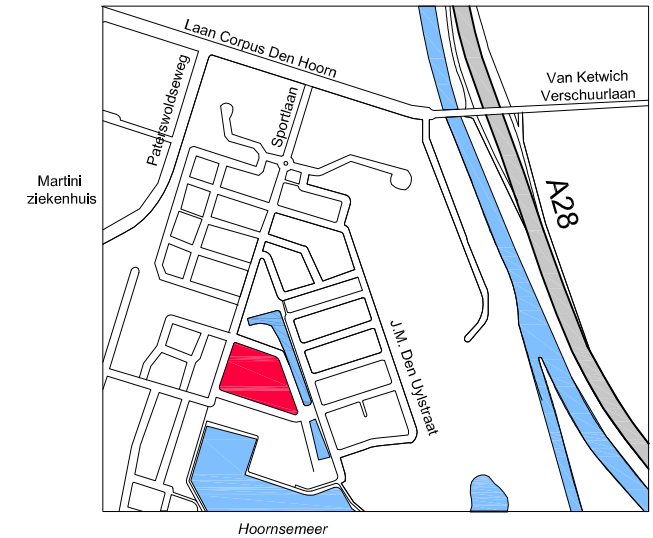 Laan Corpus Den Hoorn
Van Ketwich
Verschuurlaan
Paterswoldseweg
Sportlaan
Martini
ziekenhuis
A28
J.M. Den Uylstraat
Hoornsemeer